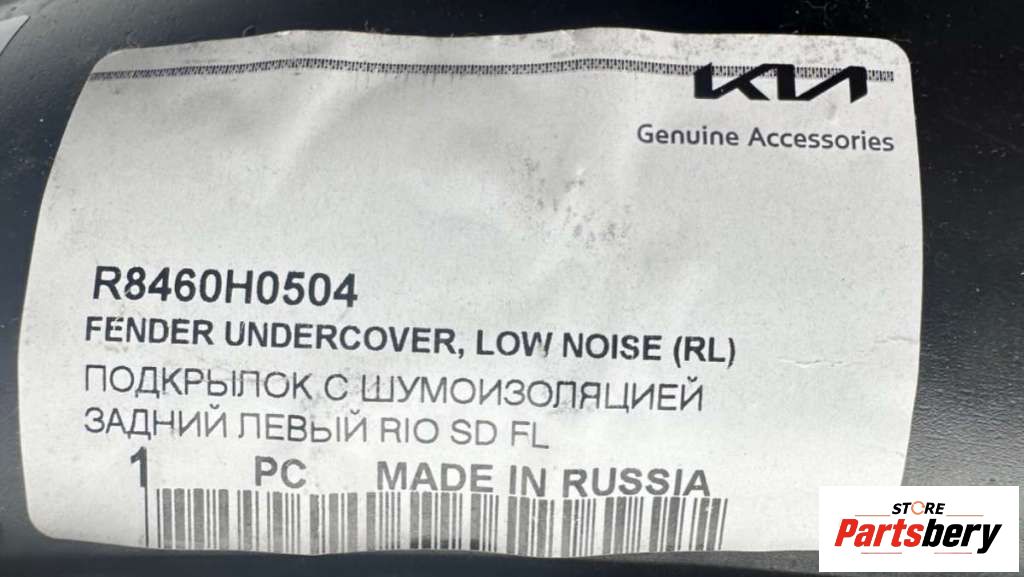 KIA
Genuine Accessories
R8460H0504
FENDER UNDERCOVER, LOW NOISE (RL)
ПОДКРЫЛОК С ШУМОИЗОЛЯЦИЕЙ
ЗАДНИЙ ЛЕВЫЙ RIO SD FL
1 PC MADE IN RUSSIA
STORE
Partsbery